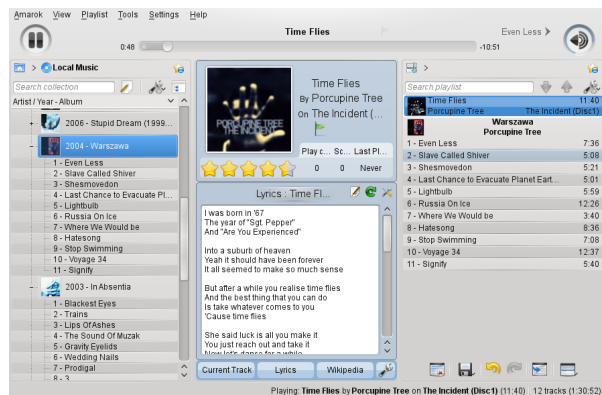 Amarok View Playlist Tools Settings Help
Time Flies
Even Less
0:48
-10:51
Local Music
Search collection
Artist / Year - Album
2006 - Stupid Dream (1999...
2004 - Warszawa
1 - Even Less
2 - Slave Called Shiver
3 - Shesmovedon
4 - Last Chance to Evacuate Pl...
5 - Lightbulb
6 - Russia On Ice
7 - Where We Would be
8 - Hatesong
9 - Stop Swimming
10 - Voyage 34
11 - Signify
2003 - In Absentia
1 - Blackest Eyes
2 - Trains
3 - Lips Of Ashes
4 - The Sound Of Muzak
5 - Gravity Eyelids
6 - Wedding Nails
7 - Prodigal
8 - 3
PORCUPINE TREE
THE INCIDENT
Time Flies
By Porcupine Tree
On The Incident (...
Play c... Sc... Last Pl...
0 0 Never
Lyrics : Time Fl...
I was born in '67
The year of "Sgt. Pepper"
And "Are You Experienced"
Into a suburb of heaven
Yeah it should have been forever
It all seemed to make so much sense
But after a while you realise time flies
And the best thing that you can do
Is take whatever comes to you
'Cause time flies
She said luck is all you make it
You just reach out and take it
Now let's dance for a while
Current Track Lyrics Wikipedia
Search playlist
Time Flies 11:40
Porcupine Tree The Incident (Disc1)
Warszawa
Porcupine Tree
1 - Even Less 7:36
2 - Slave Called Shiver 5:08
3 - Shesmovedon 5:21
4 - Last Chance to Evacuate Planet Eart... 5:01
5 - Lightbulb 5:59
6 - Russia On Ice 12:26
7 - Where We Would be 3:40
8 - Hatesong 8:36
9 - Stop Swimming 7:08
10 - Voyage 34 12:37
11 - Signify 5:40
Playing: Time Flies by Porcupine Tree on The Incident (Disc1) (11:40) 12 tracks (1:30:52)